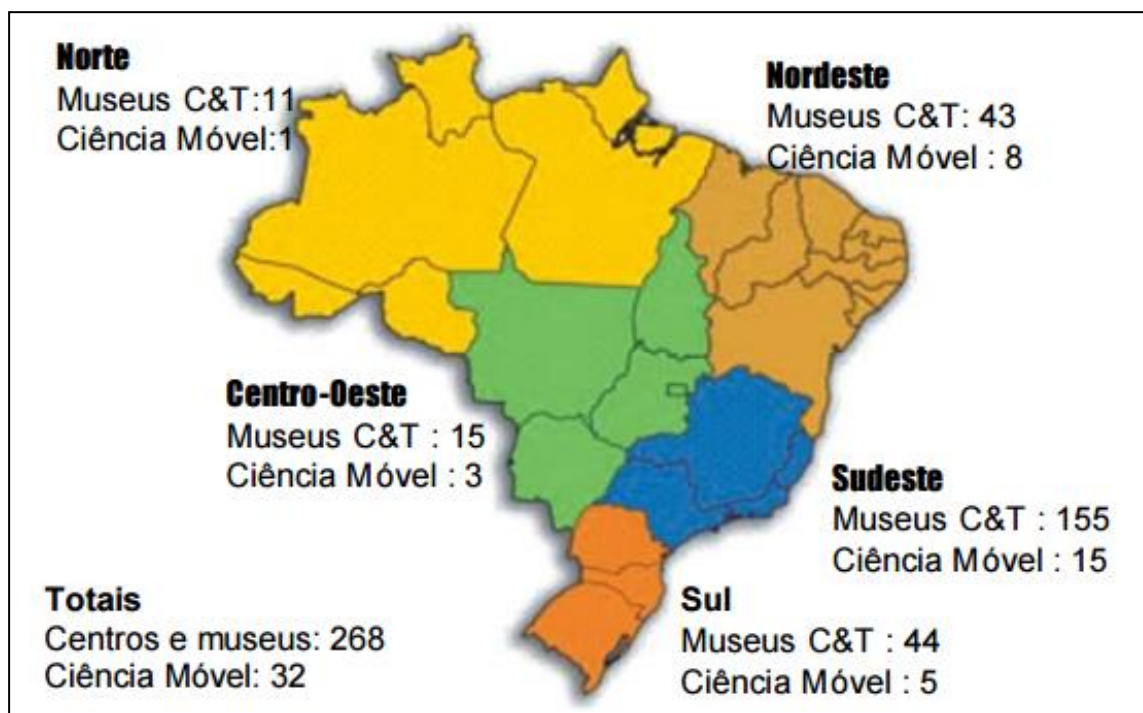 Norte
Museus C&T:11
Ciência Móvel:1
Nordeste
Museus C&T: 43
Ciência Móvel : 8
Centro-Oeste
Museus C&T : 15
Ciência Móvel : 3
Sudeste
Museus C&T : 155
Ciência Móvel : 15
Totais
Centros e museus: 268
Ciência Móvel: 32
Sul
Museus C&T : 44
Ciência Móvel : 5